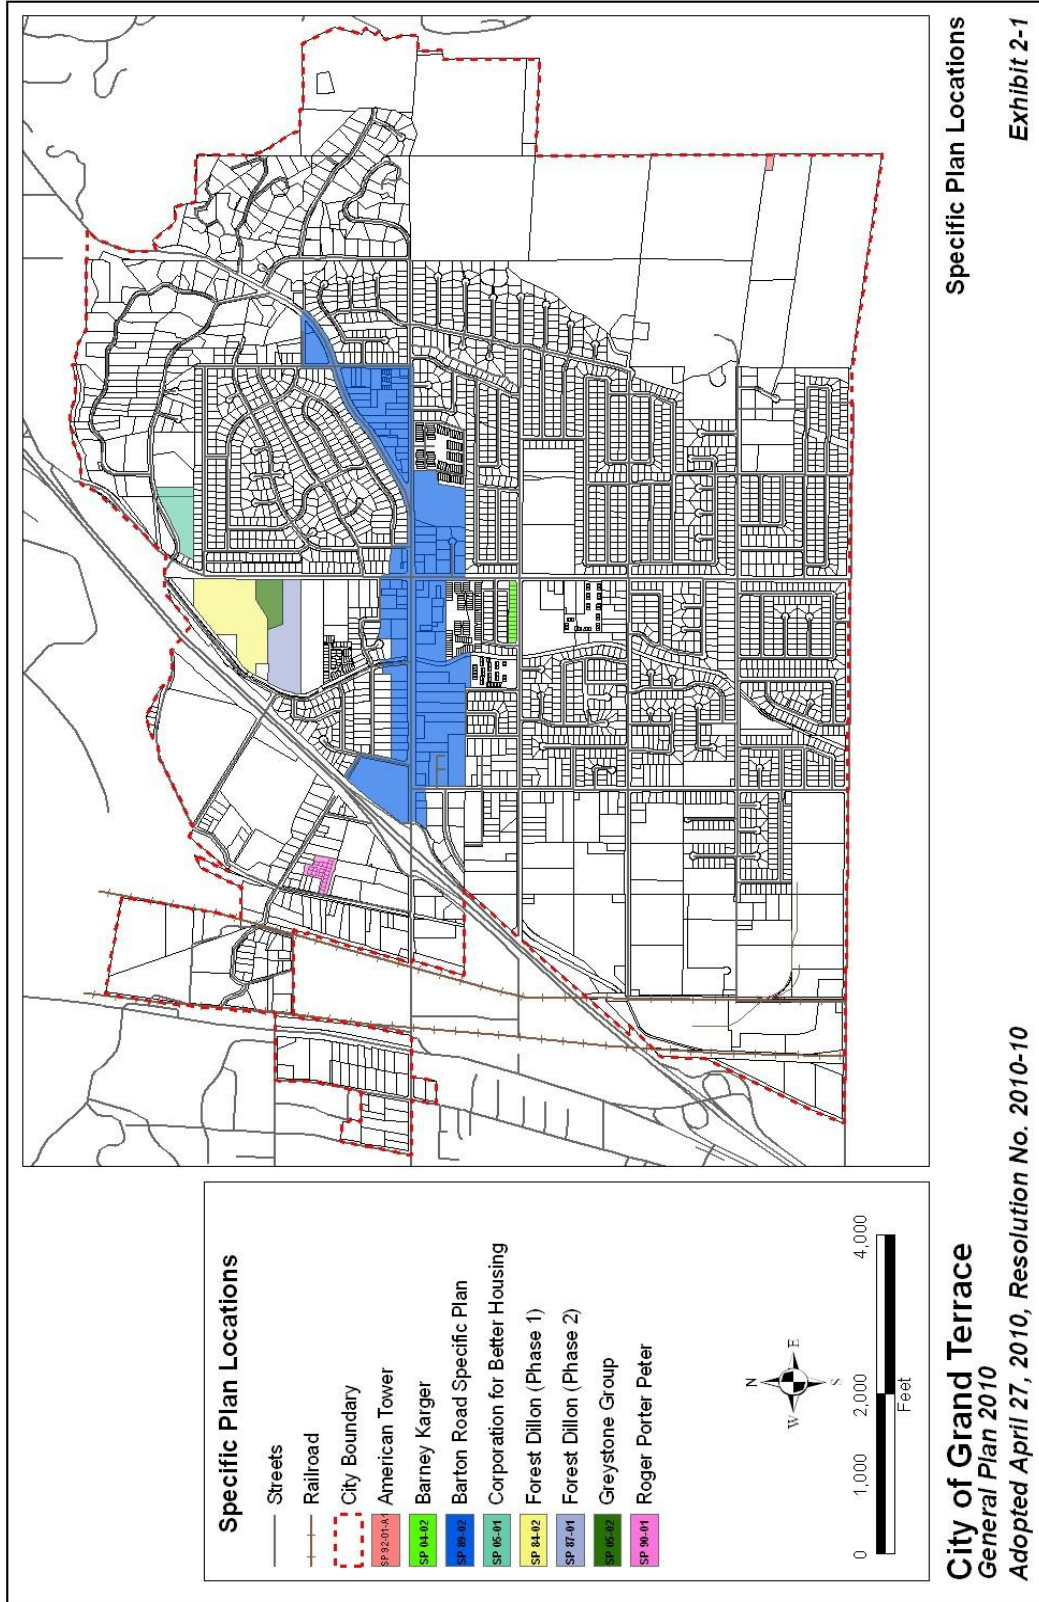 Specific Plan Locations
Streets
Railroad
City Boundary
SP 92-01-A1 American Tower
SP 04-02 Barney Karger
SP 89-02 Barton Road Specific Plan
SP 05-01 Corporation for Better Housing
SP 84-02 Forest Dillon (Phase 1)
SP 87-01 Forest Dillon (Phase 2)
SP 05-02 Greystone Group
SP 90-01 Roger Porter Peter
N
W E
S
0 1,000 2,000 4,000
Feet
City of Grand Terrace
General Plan 2010
Adopted April 27, 2010, Resolution No. 2010-10
Specific Plan Locations
Exhibit 2-1